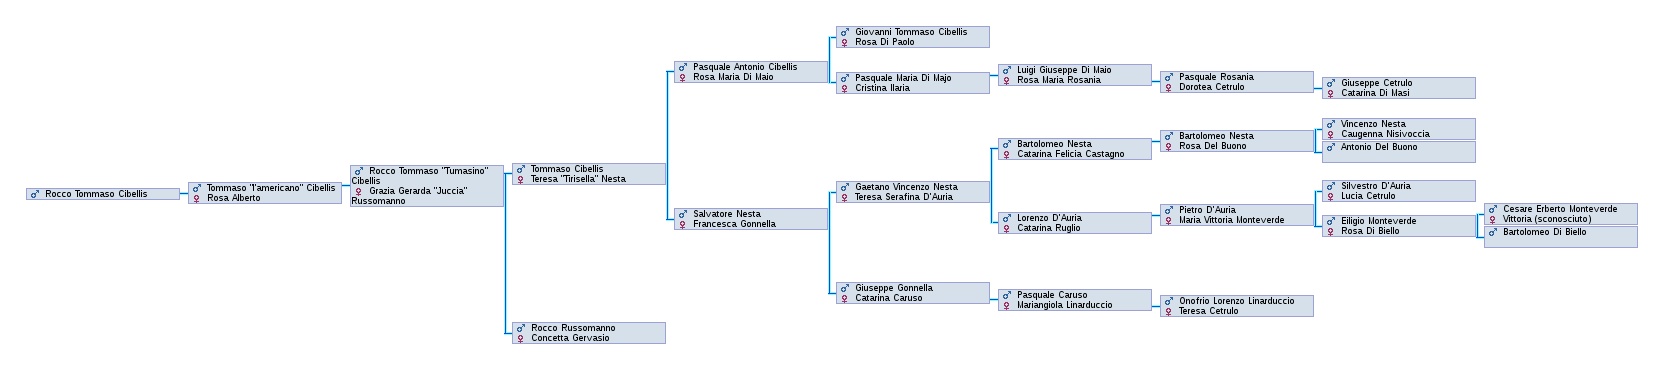 Rocco Tommaso Cibellis
Tommaso "l'americano" Cibellis
Rosa Alberto
Rocco Tommaso "Tumasino"
Cibellis
Grazia Gerarda "Juccia"
Russomanno
Tommaso Cibellis
Teresa "Tirisella" Nesta
Rocco Russomanno
Concetta Gervasio
Pasquale Antonio Cibellis
Rosa Maria Di Maio
Salvatore Nesta
Francesca Gonnella
Giovanni Tommaso Cibellis
Rosa Di Paolo
Pasquale Maria Di Majo
Cristina Ilaria
Gaetano Vincenzo Nesta
Teresa Serafina D'Auria
Giuseppe Gonnella
Catarina Caruso
Luigi Giuseppe Di Maio
Rosa Maria Rosania
Bartolomeo Nesta
Catarina Felicia Castagno
Lorenzo D'Auria
Catarina Ruglio
Pasquale Caruso
Mariangiola Linarduccio
Pasquale Rosania
Dorotea Cetrulo
Bartolomeo Nesta
Rosa Del Buono
Pietro D'Auria
Maria Vittoria Monteverde
Onofrio Lorenzo Linarduccio
Teresa Cetrulo
Giuseppe Cetrulo
Catarina Di Masi
Vincenzo Nesta
Caugenna Nisivoccia
Antonio Del Buono
Silvestro D'Auria
Lucia Cetrulo
Eiligio Monteverde
Rosa Di Biello
Cesare Erberto Monteverde
Vittoria (sconosciuto)
Bartolomeo Di Biello